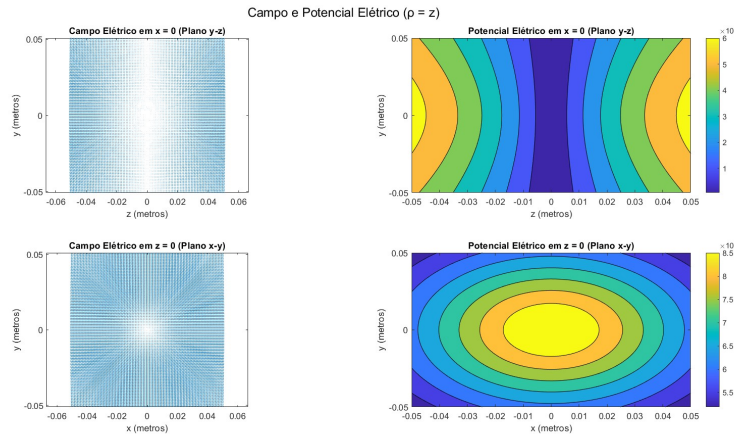 Campo e Potencial Elétrico (ρ = z)
Campo Elétrico em x = 0 (Plano y-z)
0.05
0
-0.05
y (metros)
-0.06 -0.04 -0.02 0 0.02 0.04 0.06
z (metros)
Potencial Elétrico em x = 0 (Plano y-z)
0.05
0
-0.05
y (metros)
-0.05 -0.04 -0.03 -0.02 -0.01 0 0.01 0.02 0.03 0.04 0.05
z (metros)
×10
6
5
4
3
2
1
Campo Elétrico em z = 0 (Plano x-y)
0.05
0
-0.05
y (metros)
-0.06 -0.04 -0.02 0 0.02 0.04 0.06
x (metros)
Potencial Elétrico em z = 0 (Plano x-y)
0.05
0
-0.05
y (metros)
-0.05 -0.04 -0.03 -0.02 -0.01 0 0.01 0.02 0.03 0.04 0.05
x (metros)
×10
8.5
8
7.5
7
6.5
6
5.5